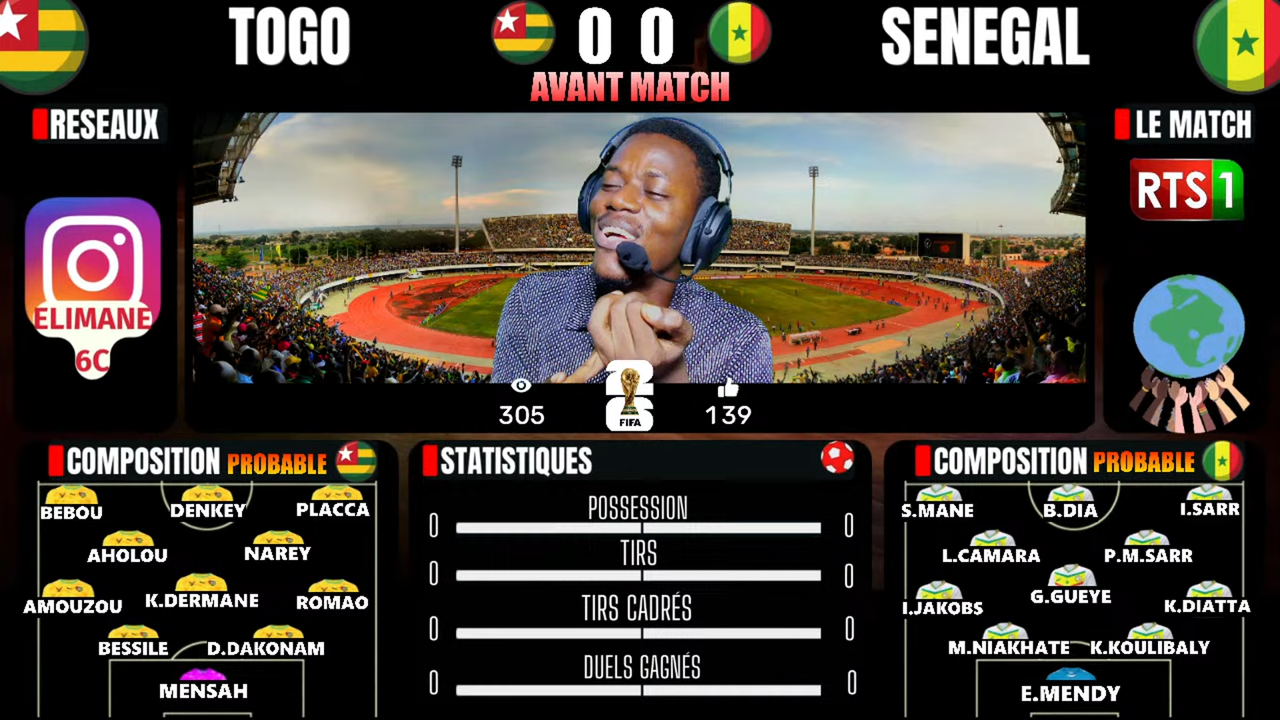 TOGO
0 0
SENEGAL
AVANT MATCH
RESEAUX
LE MATCH
RTS 1
ELIMANE
6C
305
FIFA
139
COMPOSITION PROBABLE
BEBOU
DENKEY
PLACCA
AHOLOU
NAREY
AMOUZOU
K.DERMANE
ROMAO
BESSILE
D.DAKONAM
MENSAH
STATISTIQUES
POSSESSION
0 0
TIRS
0 0
TIRS CADRÉS
0 0
DUELS GAGNÉS
0 0
COMPOSITION PROBABLE
S.MANE
B.DIA
I.SARR
L.CAMARA
P.M.SARR
I.JAKOBS
G.GUEYE
K.DIATTA
M.NIAKHATE
K.KOULIBALY
E.MENDY